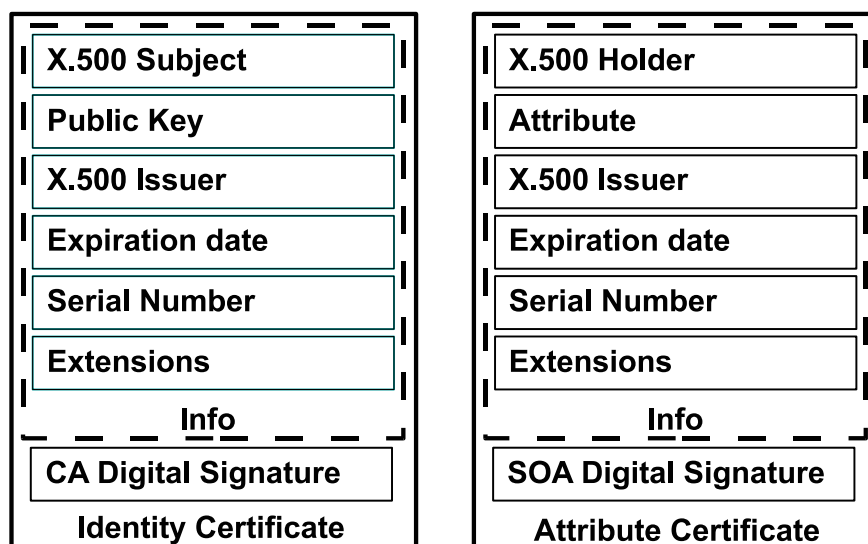 X.500 Subject
Public Key
X.500 Issuer
Expiration date
Serial Number
Extensions
Info
CA Digital Signature
Identity Certificate
X.500 Holder
Attribute
X.500 Issuer
Expiration date
Serial Number
Extensions
Info
SOA Digital Signature
Attribute Certificate